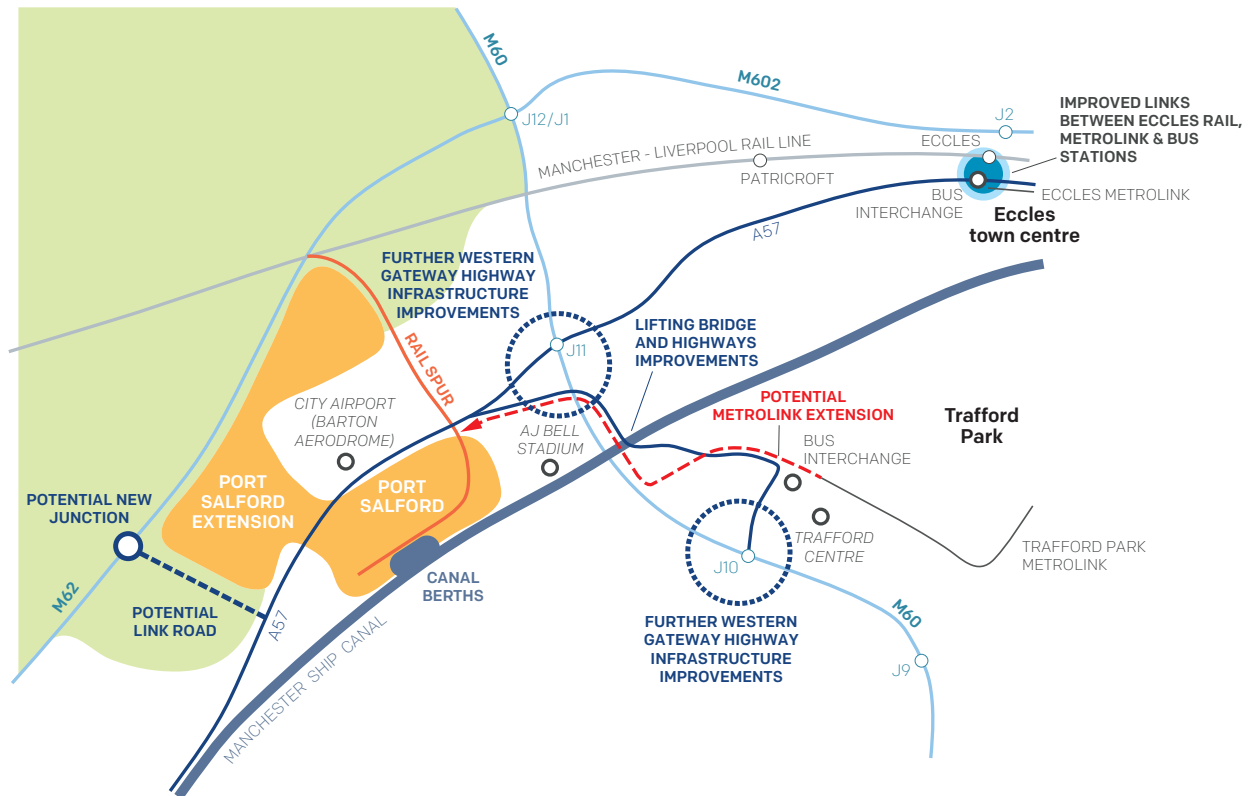 M60
M602
J12/J1
J2
IMPROVED LINKS
BETWEEN ECCLES RAIL,
METROLINK & BUS
STATIONS
ECCLES
MANCHESTER - LIVERPOOL RAIL LINE
PATRICROFT
BUS
INTERCHANGE
ECCLES METROLINK
Eccles
town centre
A57
FURTHER WESTERN
GATEWAY HIGHWAY
INFRASTRUCTURE
IMPROVEMENTS
LIFTING BRIDGE
AND HIGHWAYS
IMPROVEMENTS
J11
RAIL SPUR
CITY AIRPORT
(BARTON
AERODROME)
AJ BELL
STADIUM
POTENTIAL
METROLINK EXTENSION
Trafford
Park
BUS
INTERCHANGE
PORT
SALFORD
EXTENSION
PORT
SALFORD
POTENTIAL NEW
JUNCTION
TRAFFORD
CENTRE
TRAFFORD PARK
METROLINK
J10
CANAL
BERTHS
M62
POTENTIAL
LINK ROAD
A57
MANCHESTER SHIP CANAL
FURTHER WESTERN
GATEWAY HIGHWAY
INFRASTRUCTURE
IMPROVEMENTS
M60
J9